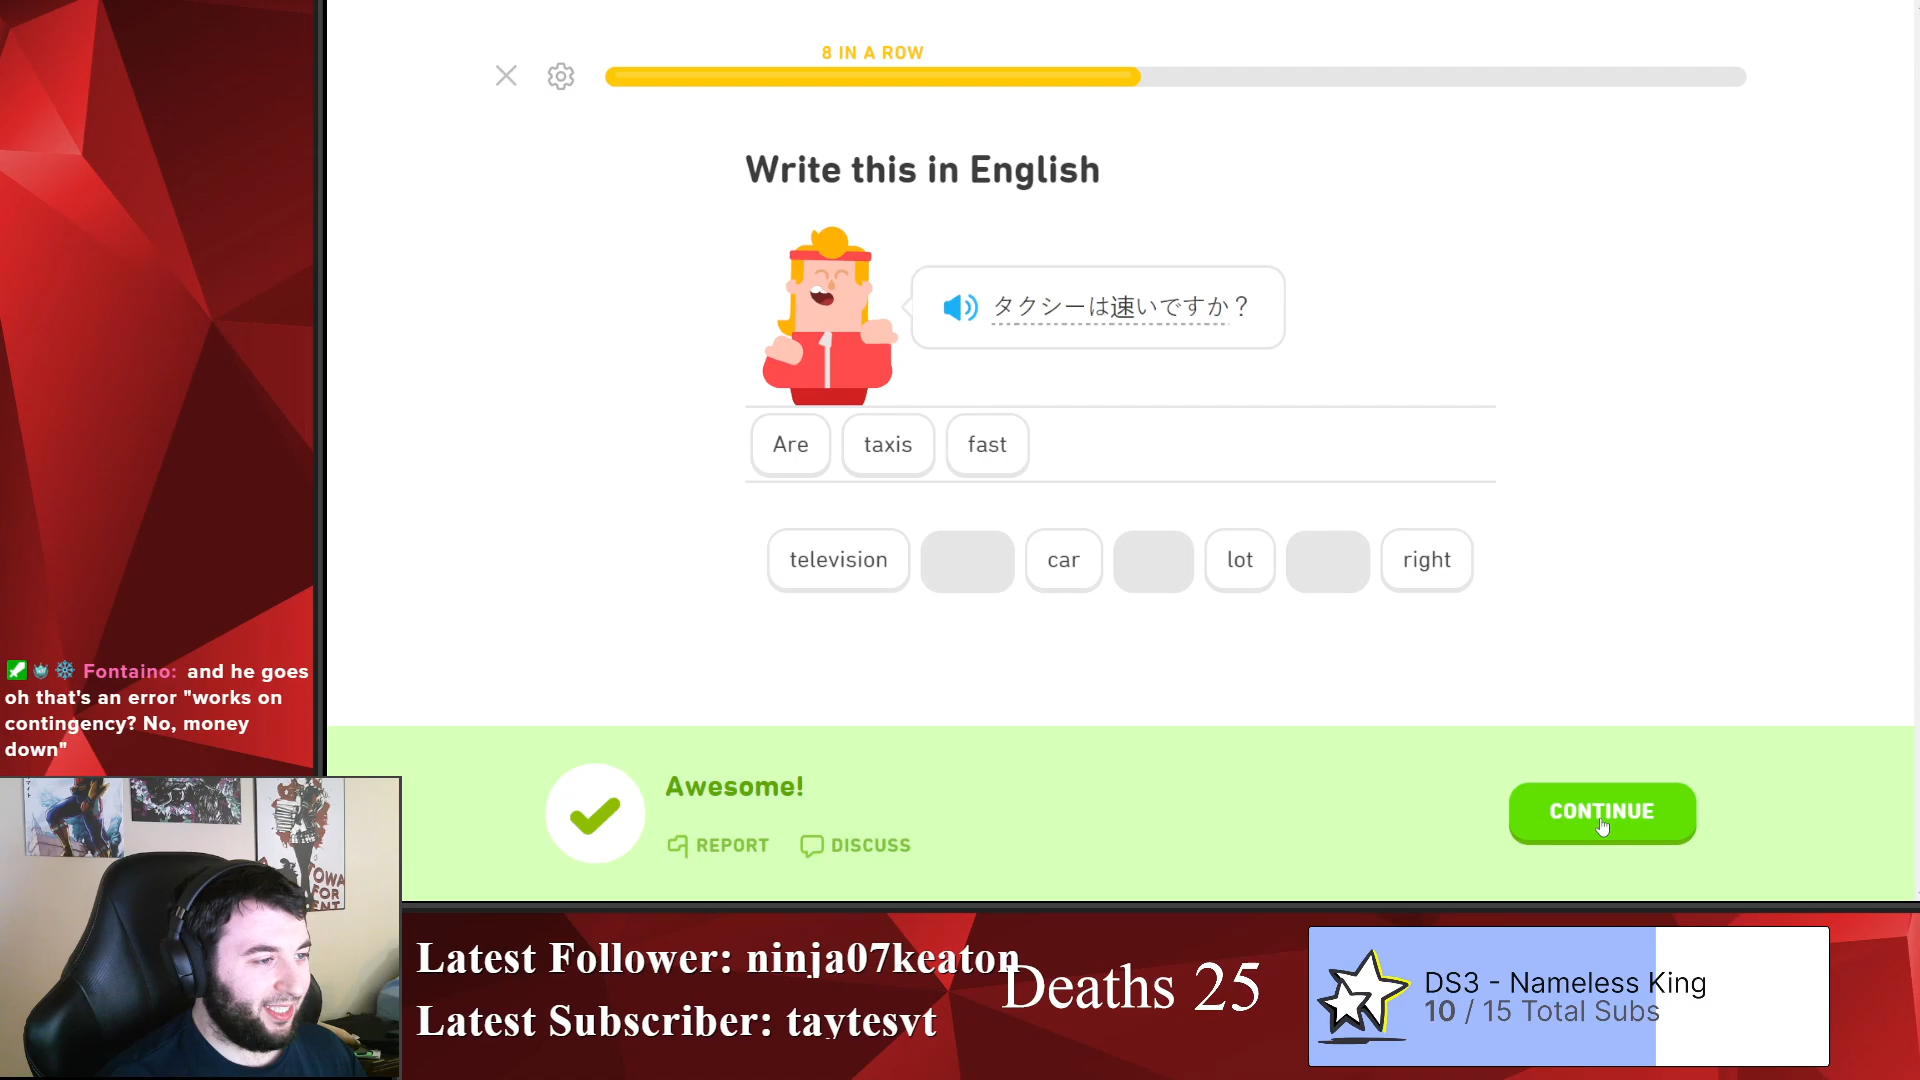 8 IN A ROW
Write this in English
タクシーは速いですか？
Are taxis fast
television car lot right
Fontaino: and he goes
oh that's an error "works on
contingency? No, money
down"
Awesome!
REPORT DISCUSS
CONTINUE
Latest Follower: ninja07keaton
Latest Subscriber: taytesvt
Deaths 25
DS3 - Nameless King
10 / 15 Total Subs